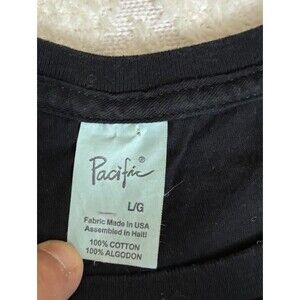 Pacific®
L/G
Fabric Made in USA
Assembled in Haiti
100% COTTON
100% ALGODON